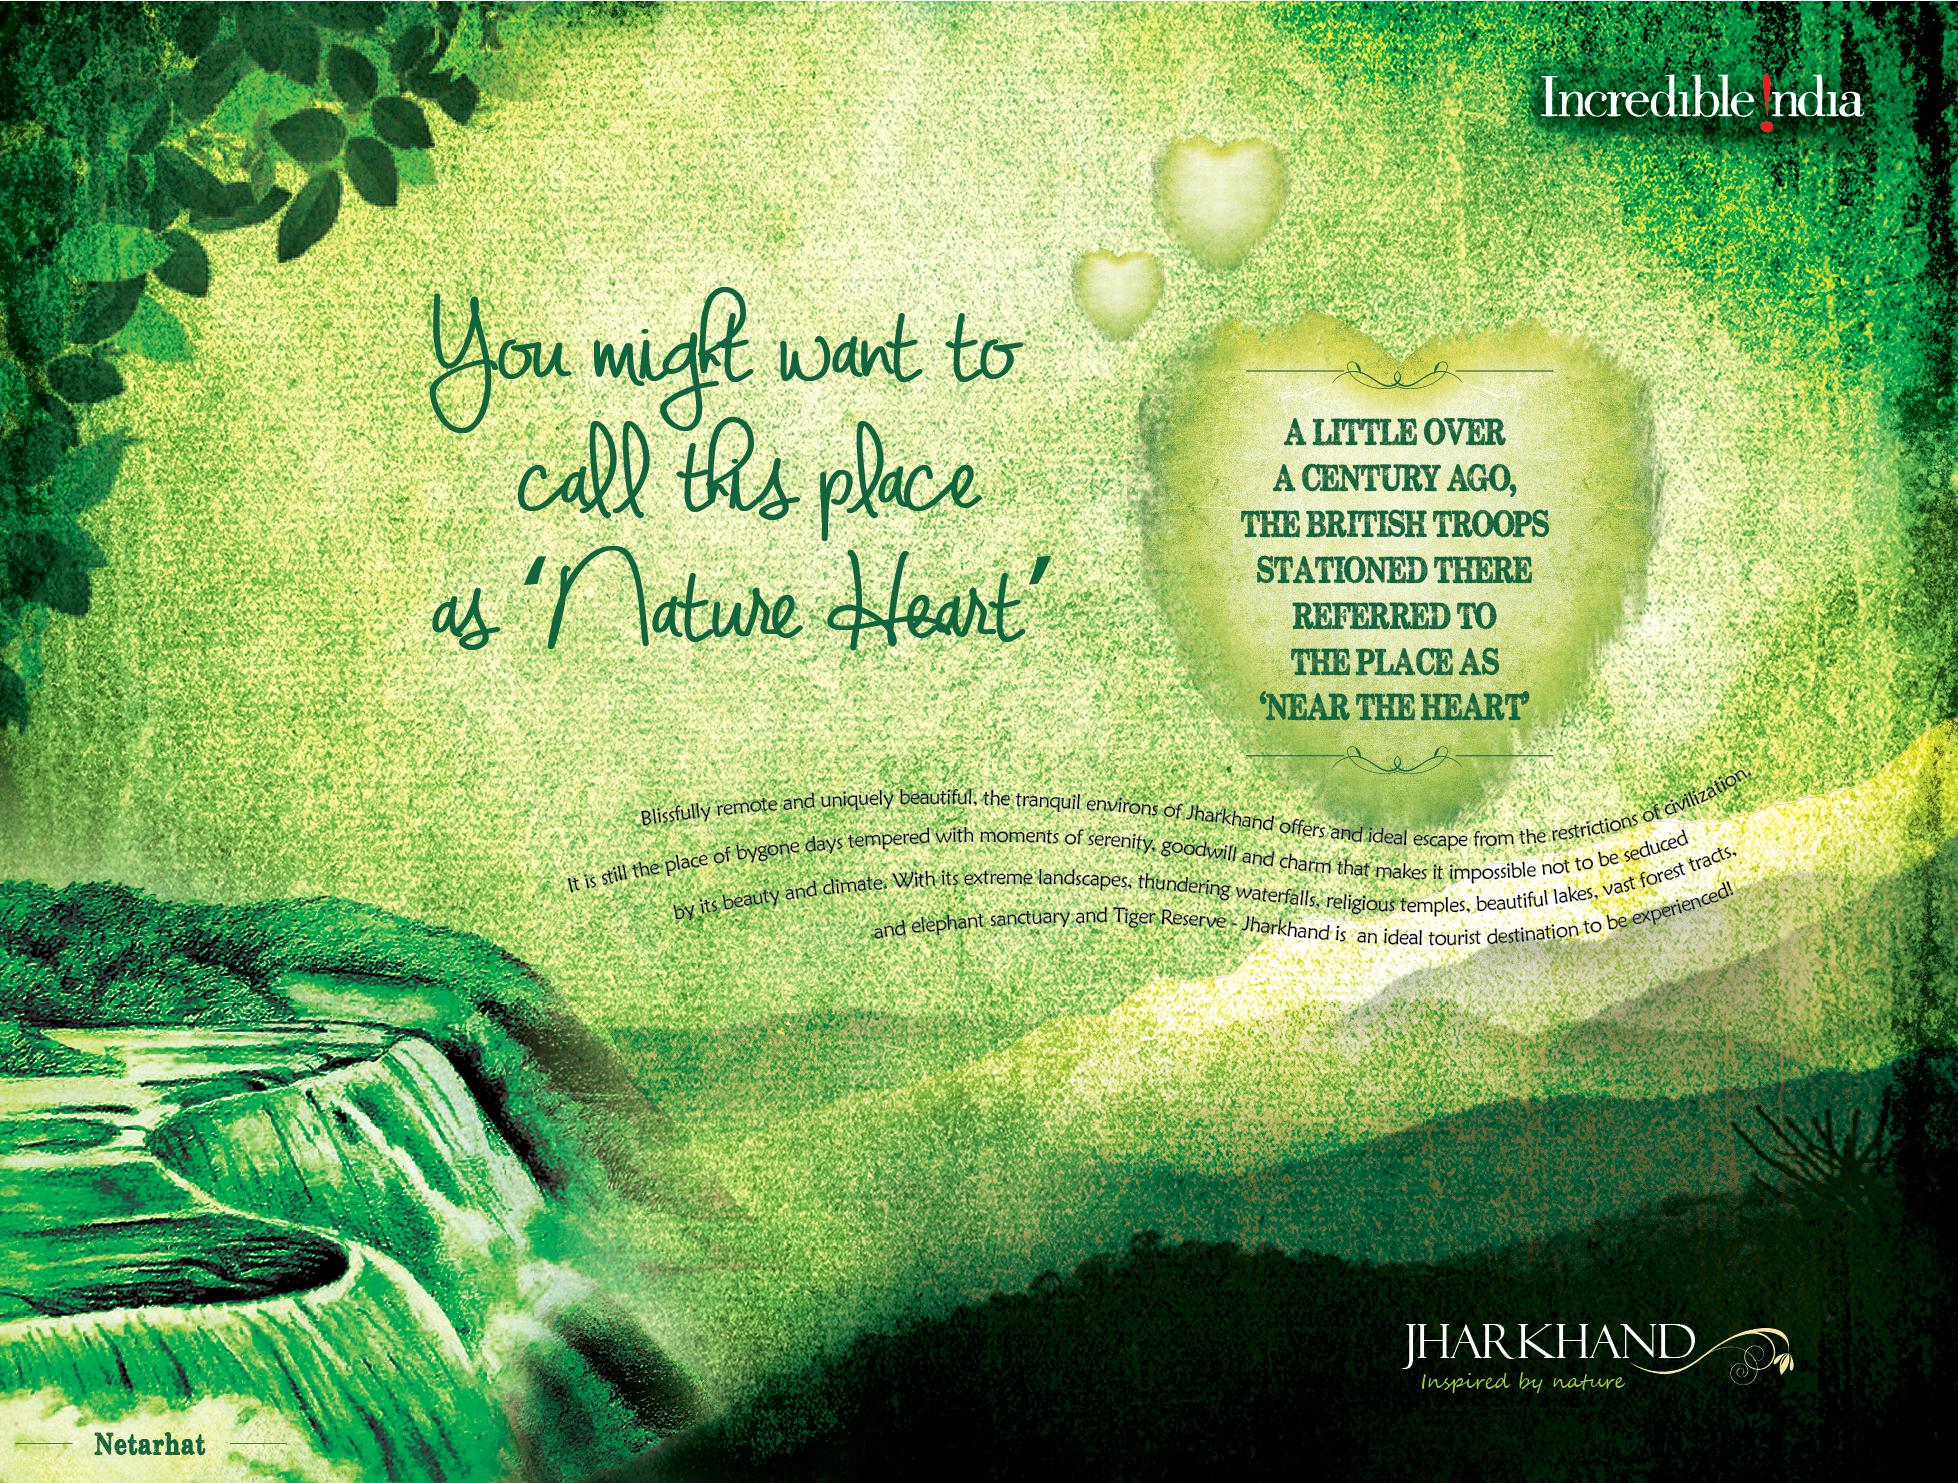 Incredible !ndia
You might want to
call this place
as 'Nature Heart'
A LITTLE OVER
A CENTURY AGO,
THE BRITISH TROOPS
STATIONED THERE
REFERRED TO
THE PLACE AS
'NEAR THE HEART'
Blissfully remote and uniquely beautiful, the tranquil environs of Jharkhand offers and ideal escape from the restrictions of civilization.
It is still the place of bygone days tempered with moments of serenity, goodwill and charm that makes it impossible not to be seduced
by its beauty and climate. With its extreme landscapes, thundering waterfalls, religious temples, beautiful lakes, vast forest tracts,
and elephant sanctuary and Tiger Reserve - Jharkhand is an ideal tourist destination to be experienced!
JHARKHAND
Inspired by nature
Netarhat